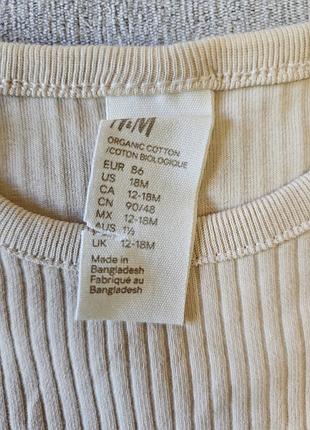 H&M
ORGANIC COTTON
/COTON BIOLOGIQUE
EUR 86
US 18M
CA 12-18M
CN 90/48
MX 12-18M
AUS 1½
UK 12-18M
Made in
Bangladesh
Fabriqué au
Bangladesh